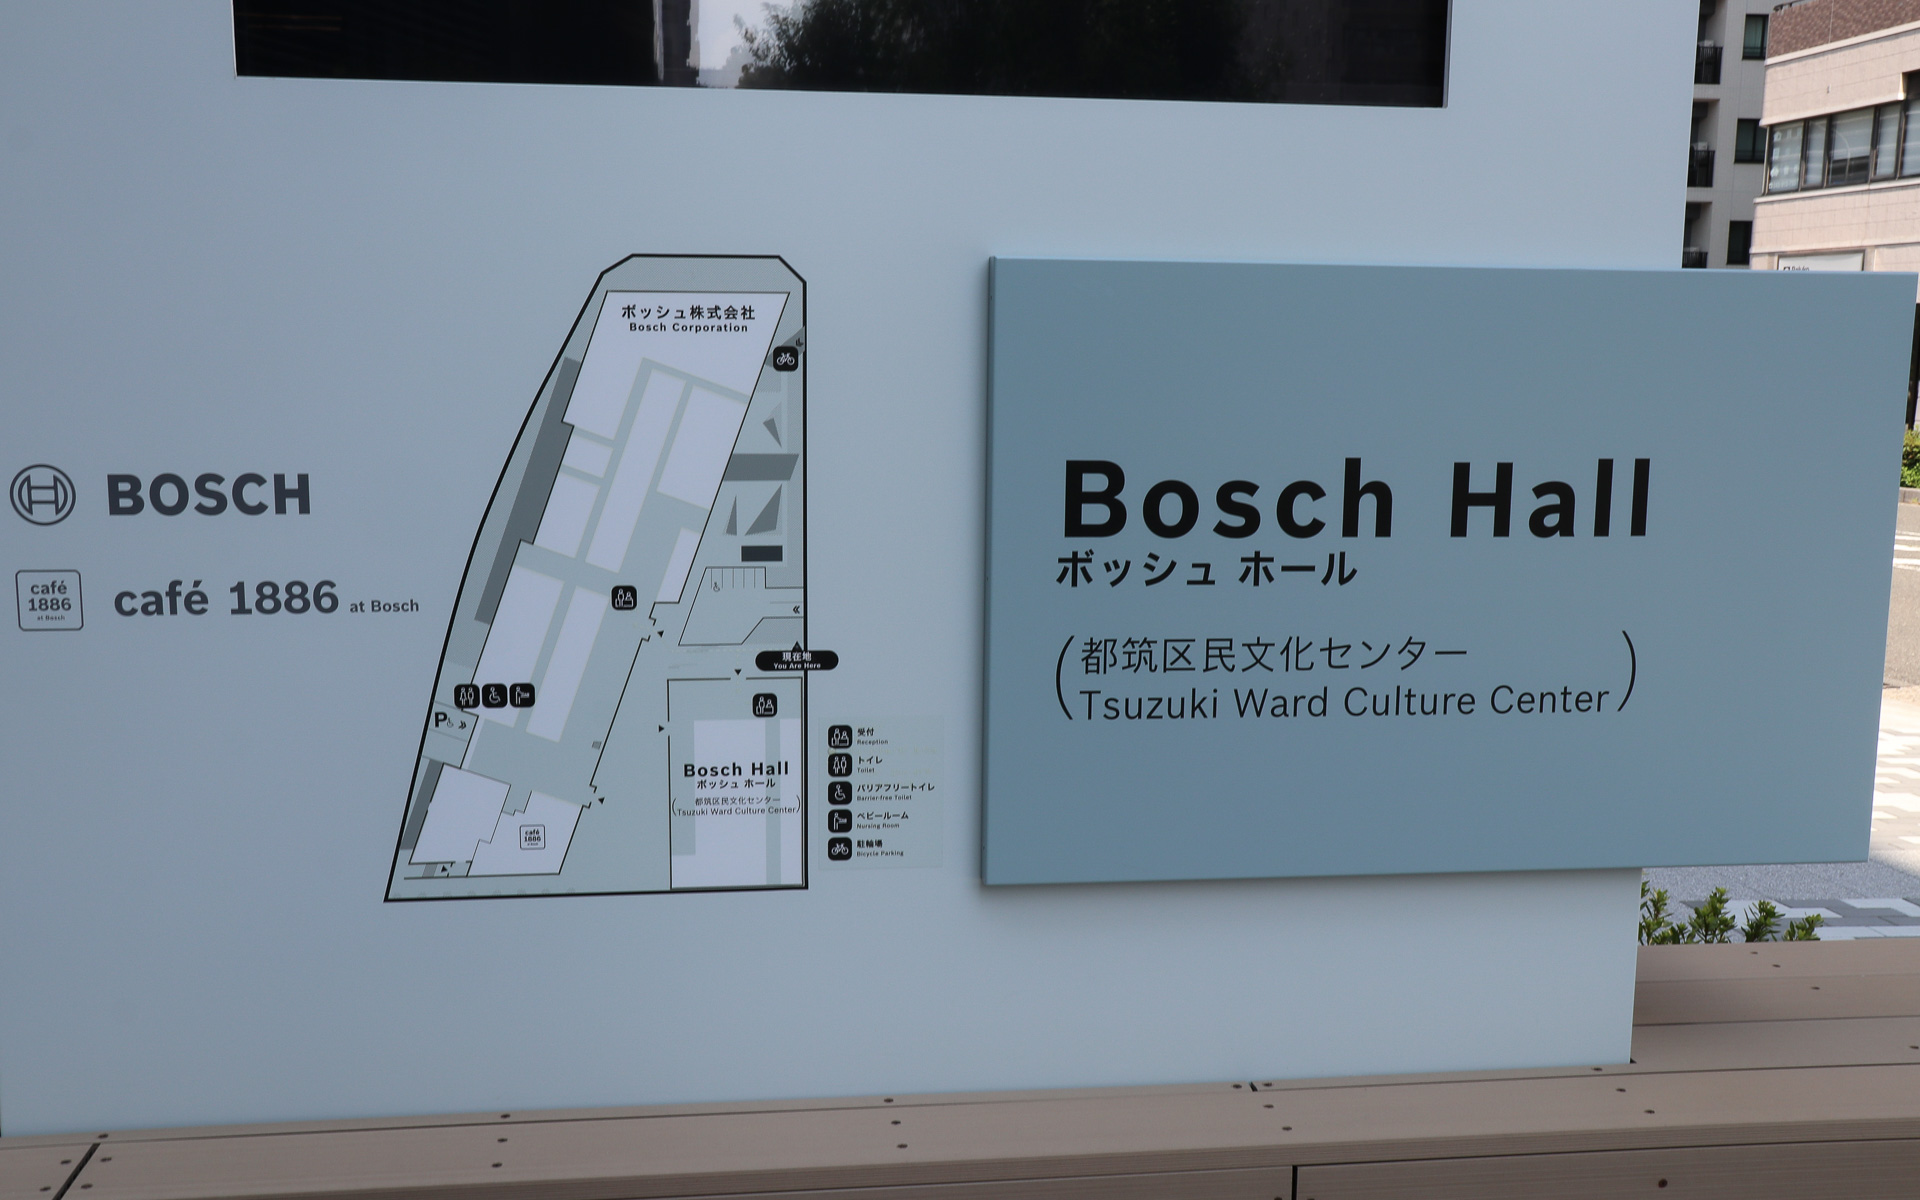 BOSCH
café
1886
at Bosch
café 1886 at Bosch
ボッシュ株式会社
Bosch Corporation
現在地
You Are Here
P
Bosch Hall
ボッシュ ホール
(都筑区民文化センター
Tsuzuki Ward Culture Center)
café
1886
受付
Reception
トイレ
Toilet
バリアフリートイレ
Barrier-free Toilet
ベビールーム
Nursing Room
駐輪場
Bicycle Parking
Bosch Hall
ボッシュ ホール
(都筑区民文化センター
Tsuzuki Ward Culture Center)